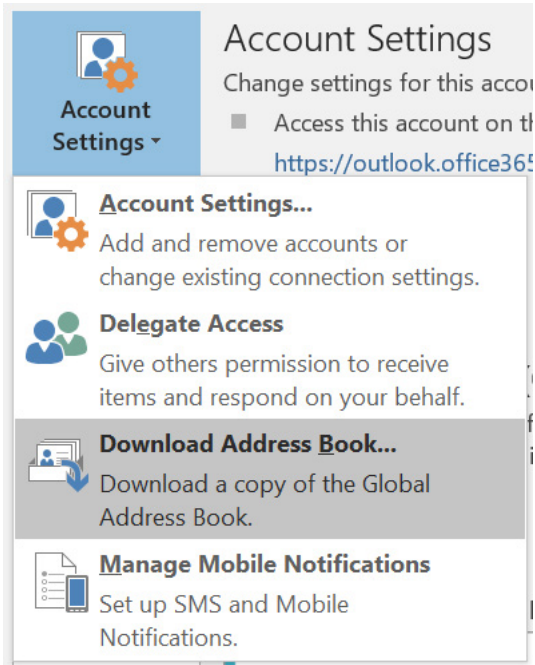 Account Settings
Change settings for this accou
Access this account on th
https://outlook.office365
Account
Settings
Account Settings...
Add and remove accounts or
change existing connection settings.
Delegate Access
Give others permission to receive
items and respond on your behalf.
Download Address Book...
Download a copy of the Global
Address Book.
Manage Mobile Notifications
Set up SMS and Mobile
Notifications.